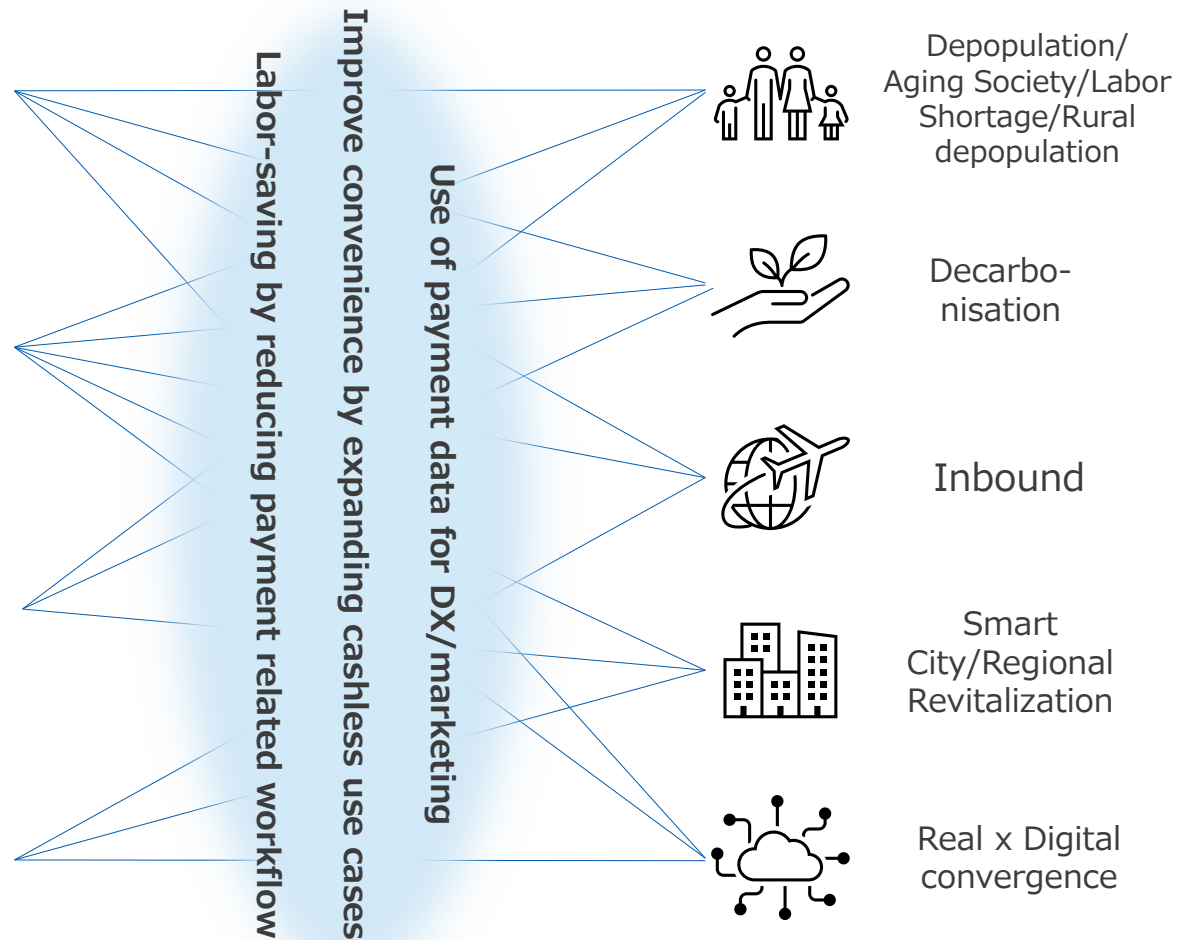 Labor-saving by reducing payment related workflow
Improve convenience by expanding cashless use cases
Use of payment data for DX/marketing
Depopulation/
Aging Society/Labor
Shortage/Rural
depopulation
Decarbo-
nisation
Inbound
Smart
City/Regional
Revitalization
Real x Digital
convergence